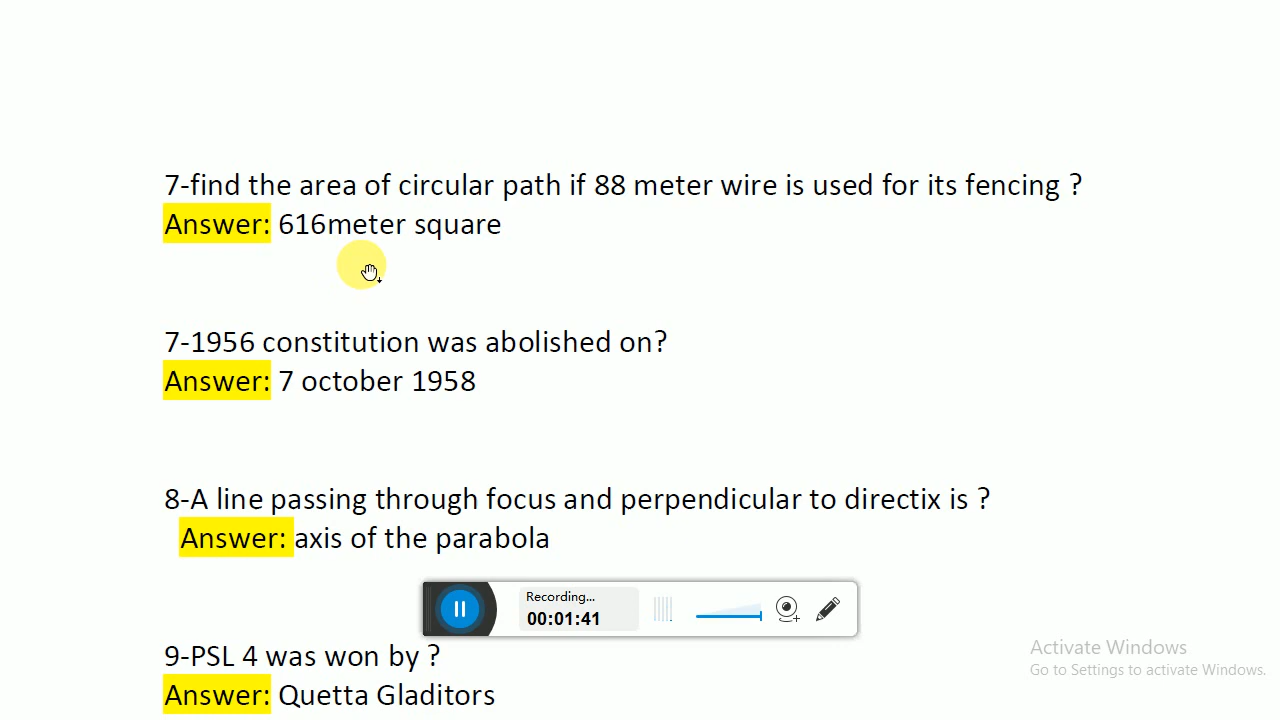 7-find the area of circular path if 88 meter wire is used for its fencing ?
Answer: 616meter square
7-1956 constitution was abolished on?
Answer: 7 october 1958
8-A line passing through focus and perpendicular to directix is ?
Answer: axis of the parabola
Recording...
00:01:41
9-PSL 4 was won by ?
Answer: Quetta Gladitors
Activate Windows
Go to Settings to activate Windows.